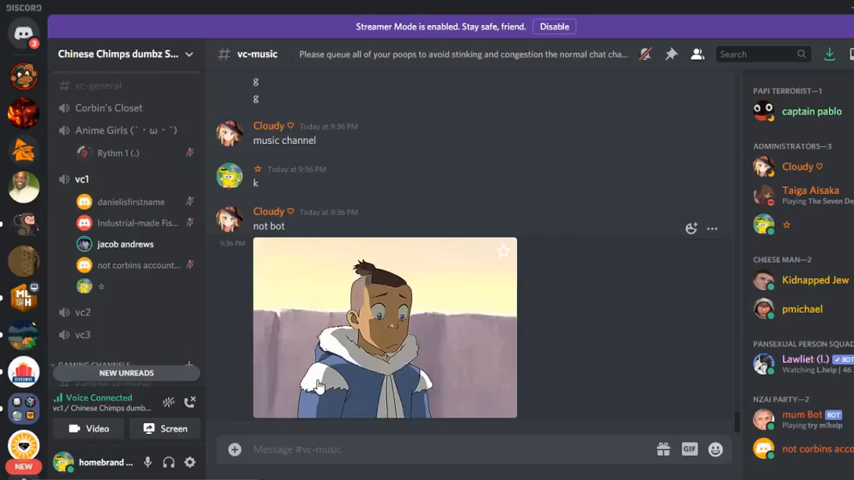 DISCORD
Streamer Mode is enabled. Stay safe, friend.
Disable
3
Chinese Chimps dumbz S...
vc-general
Corbin's Closet
Anime Girls (´・ω・`)
Rythm 1 (.)
vc1
danielisfirstname
Industrial-made Fis...
jacob andrews
not corbins account...
☆
vc2
vc3
NEW UNREADS
Voice Connected
vc1 / Chinese Chimps dumb...
Video
Screen
homebrand ...
NEW
# vc-music
Please queue all of your poops to avoid stinking and congestion the normal chat cha...
Search
g
g
Cloudy ♡ Today at 9:36 PM
music channel
☆ Today at 9:36 PM
k
Cloudy ♡ Today at 9:36 PM
not bot
9:36 PM
Message #vc-music
GIF
PAPI TERRORIST—1
captain pablo
ADMINISTRATORS—3
Cloudy ♡
Taiga Aisaka
Playing The Seven De
☆
CHEESE MAN—2
Kidnapped Jew
pmichael
PANSEXUAL PERSON SQUAD
Lawliet (l.) BOT
Watching l.help | 46
NZAI PARTY—2
mum Bot BOT
Playing try m!help
not corbins acco